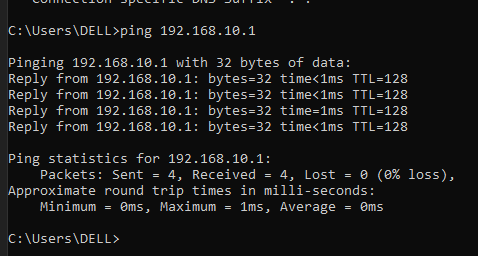 Connection-specific DNS Suffix  . :
C:\Users\DELL>ping 192.168.10.1
Pinging 192.168.10.1 with 32 bytes of data:
Reply from 192.168.10.1: bytes=32 time<1ms TTL=128
Reply from 192.168.10.1: bytes=32 time<1ms TTL=128
Reply from 192.168.10.1: bytes=32 time=1ms TTL=128
Reply from 192.168.10.1: bytes=32 time<1ms TTL=128
Ping statistics for 192.168.10.1:
    Packets: Sent = 4, Received = 4, Lost = 0 (0% loss),
Approximate round trip times in milli-seconds:
    Minimum = 0ms, Maximum = 1ms, Average = 0ms
C:\Users\DELL>